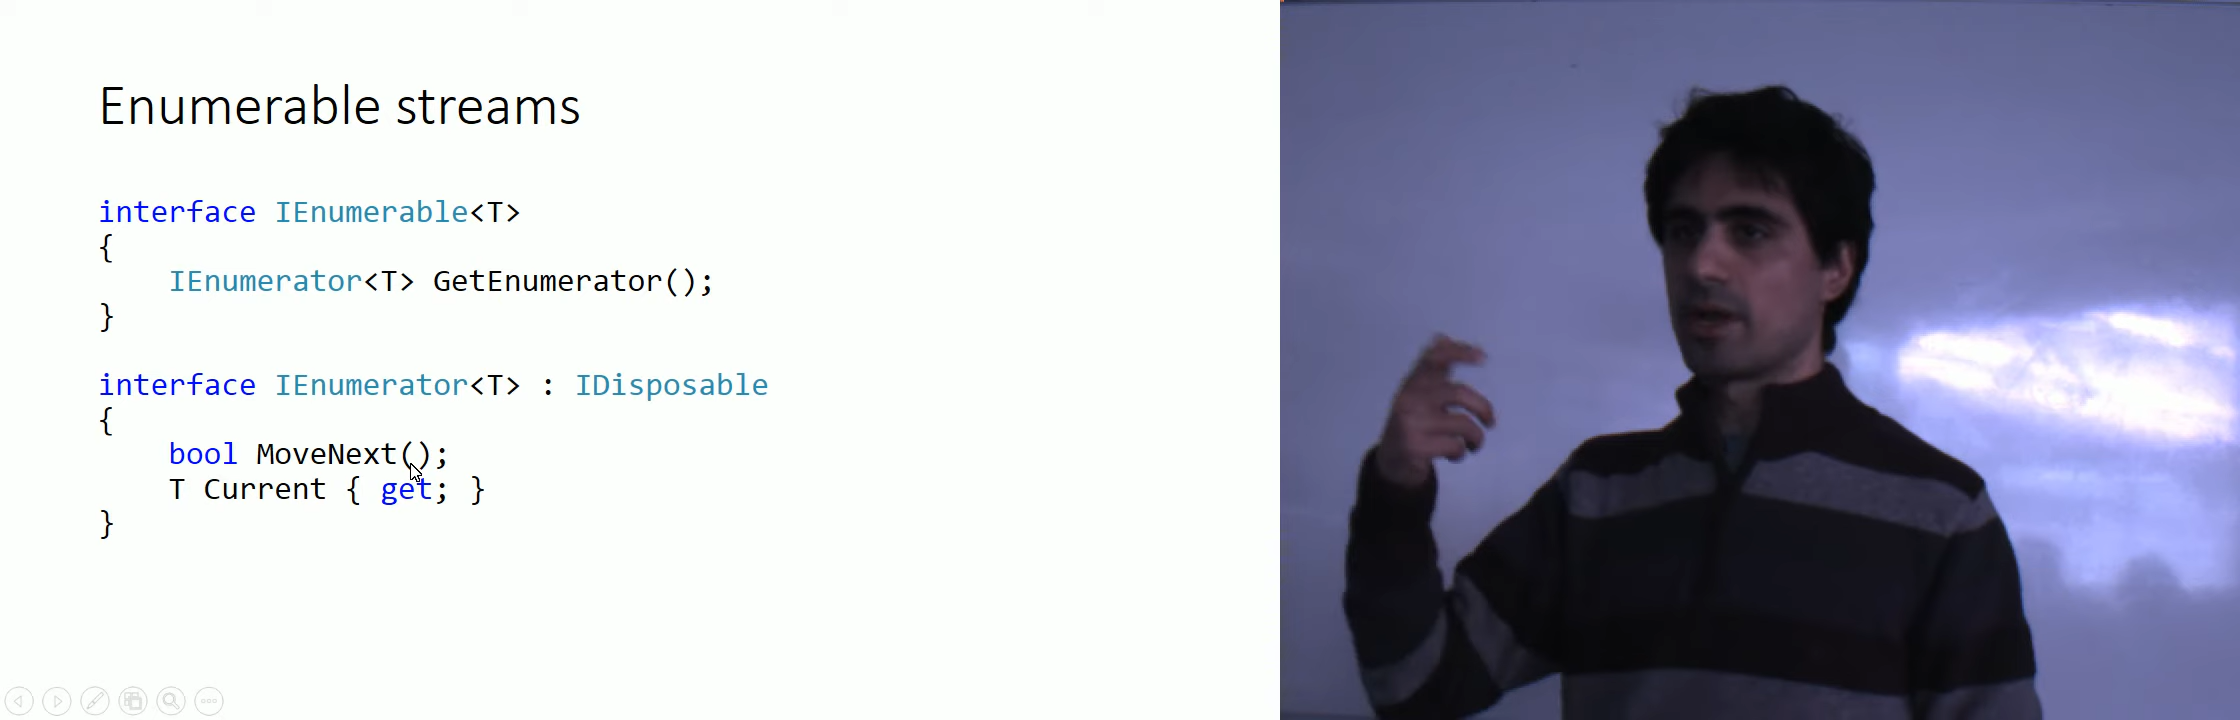 Enumerable streams
interface IEnumerable<T>
{
    IEnumerator<T> GetEnumerator();
}
interface IEnumerator<T> : IDisposable
{
    bool MoveNext();
    T Current { get; }
}